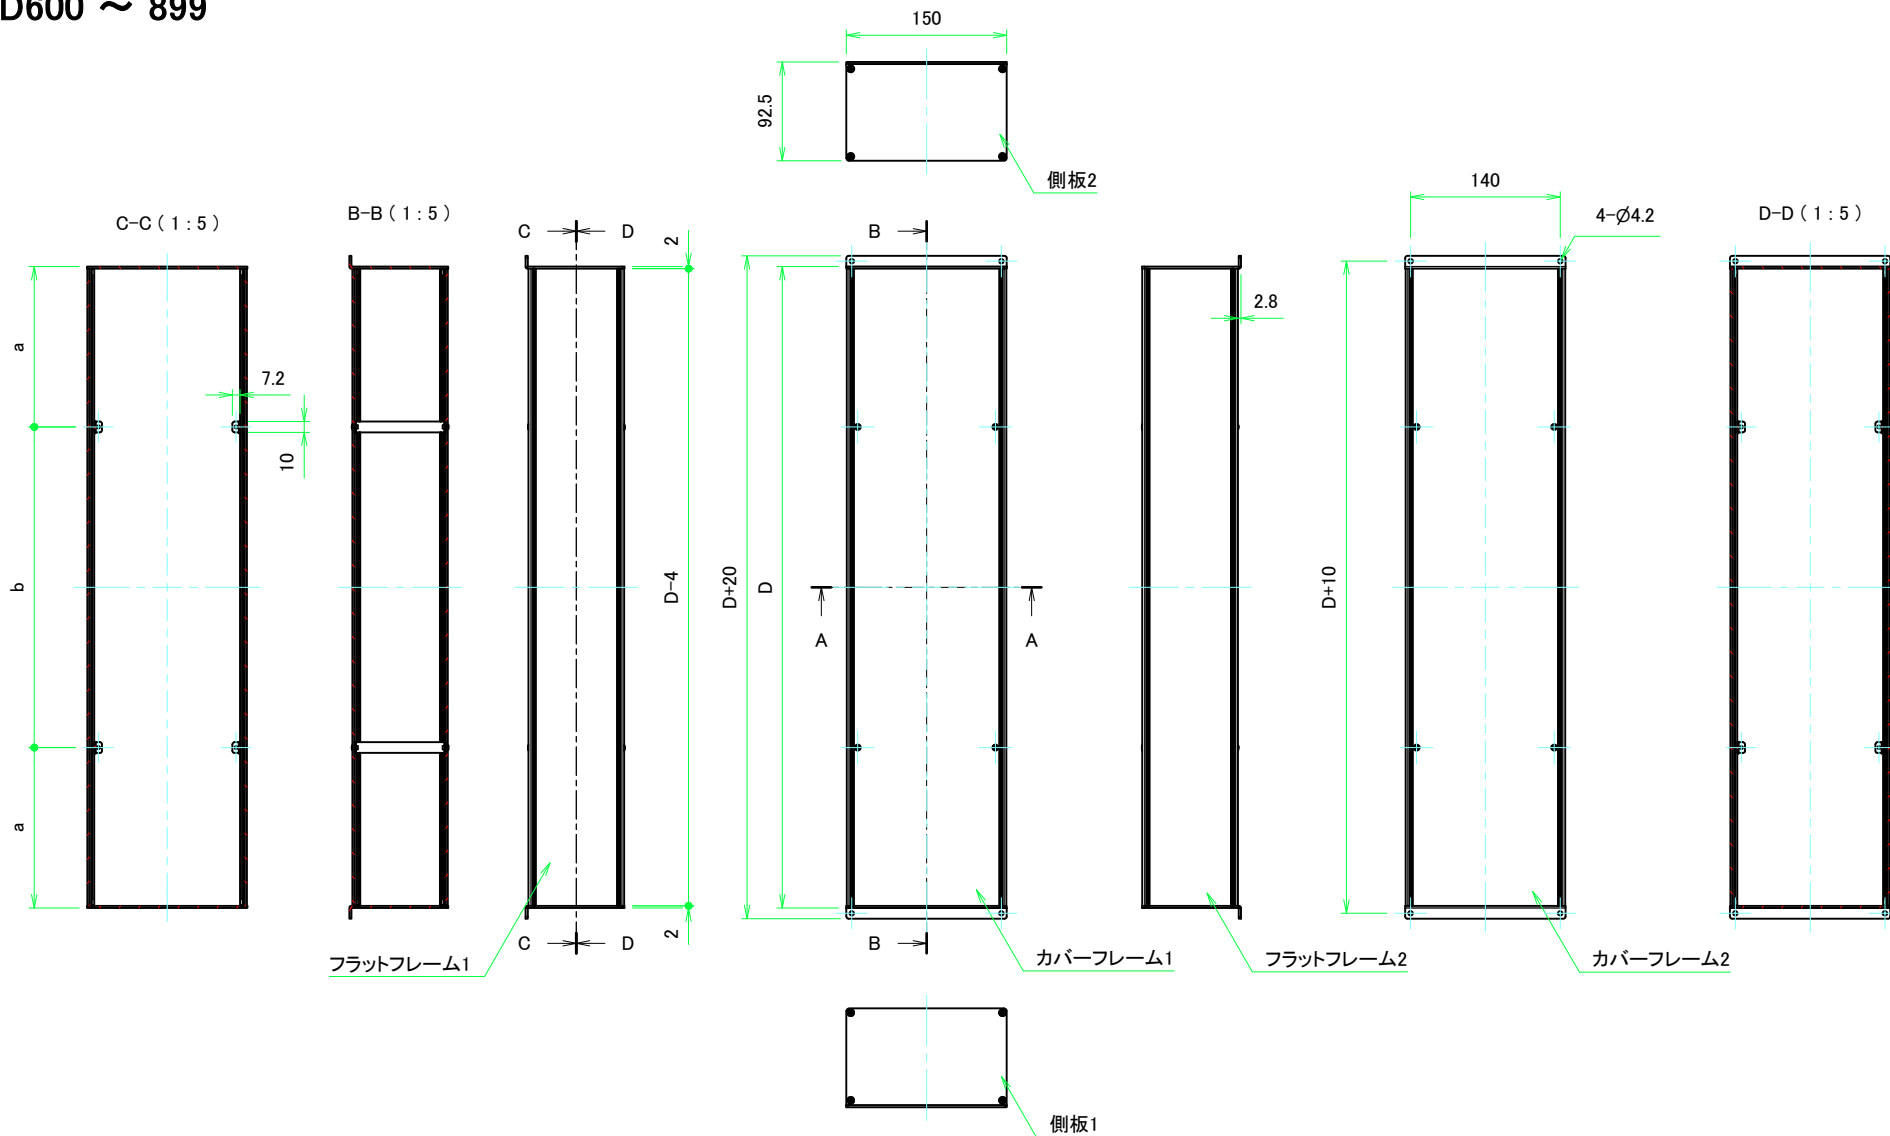 D600 ～ 899
150
92.5
側板2
C-C ( 1 : 5 )
B-B ( 1 : 5 )
C
D
2
B
140
4-Ø4.2
D-D ( 1 : 5 )
a
7.2
10
2.8
b
D-4
D+20
D
A
A
D+10
a
C
D
2
B
フラットフレーム1
カバーフレーム1
フラットフレーム2
カバーフレーム2
側板1